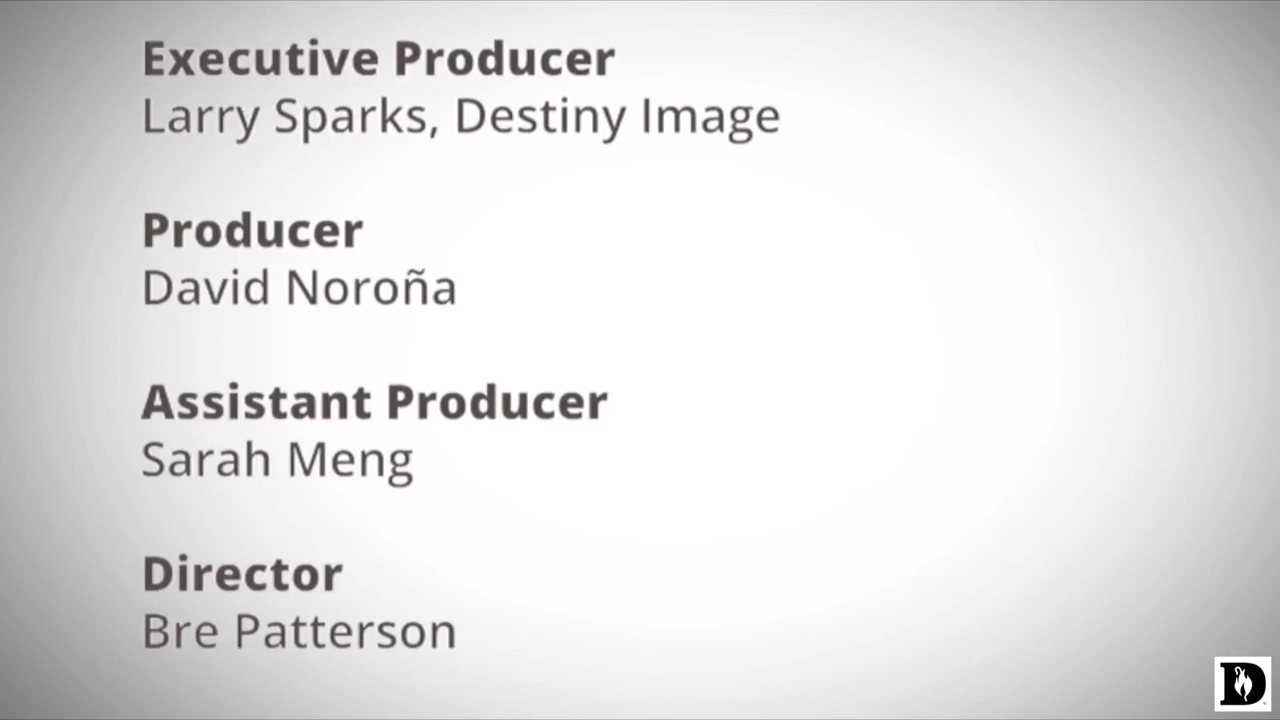 Executive Producer
Larry Sparks, Destiny Image
Producer
David Noroña
Assistant Producer
Sarah Meng
Director
Bre Patterson
D